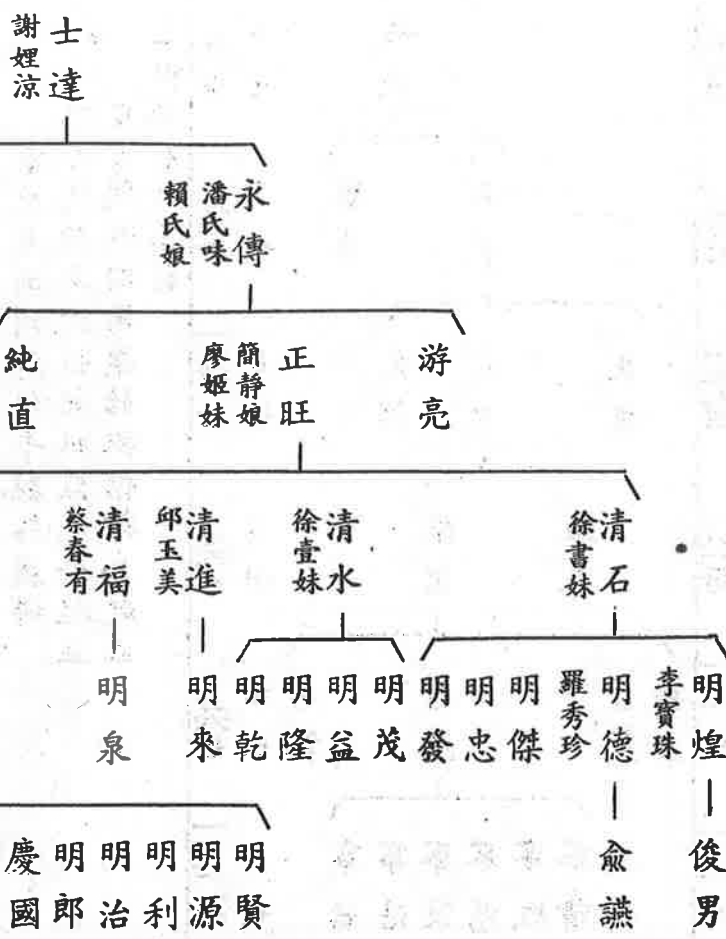 士達
謝娌涼
永傳
潘氏味
賴氏娘
游亮
正旺
簡靜娘
廖姬妹
純直
清石
徐書妹
清水
徐壹妹
清進
邱玉美
清福
蔡春有
明煌
李寶珠
明德
羅秀珍
明傑
明忠
明發
明茂
明益
明隆
明乾
明來
明泉
俊男
俞讌
明賢
明源
明利
明治
明郎
慶國